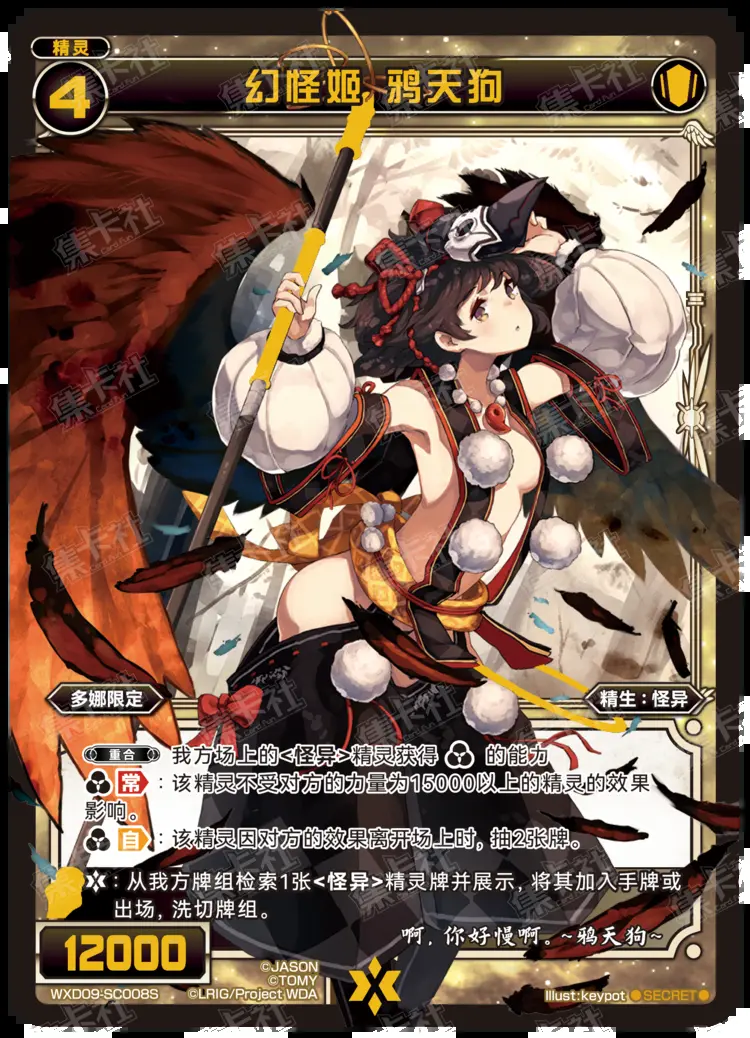 精灵
4
幻怪姬 鸦天狗
多娜限定
精生：怪异
重合 我方场上的<怪异>精灵获得 的能力
常：该精灵不受对方的力量为15000以上的精灵的效果
影响。
自：该精灵因对方的效果离开场上时，抽2张牌。
：从我方牌组检索1张<怪异>精灵牌并展示，将其加入手牌或
出场，洗切牌组。
啊，你好慢啊。~鸦天狗~
12000
©JASON
©TOMY
WXD09-SC008S ©LRIG/Project WDA
Illust:keypot ●SECRET●
集卡社